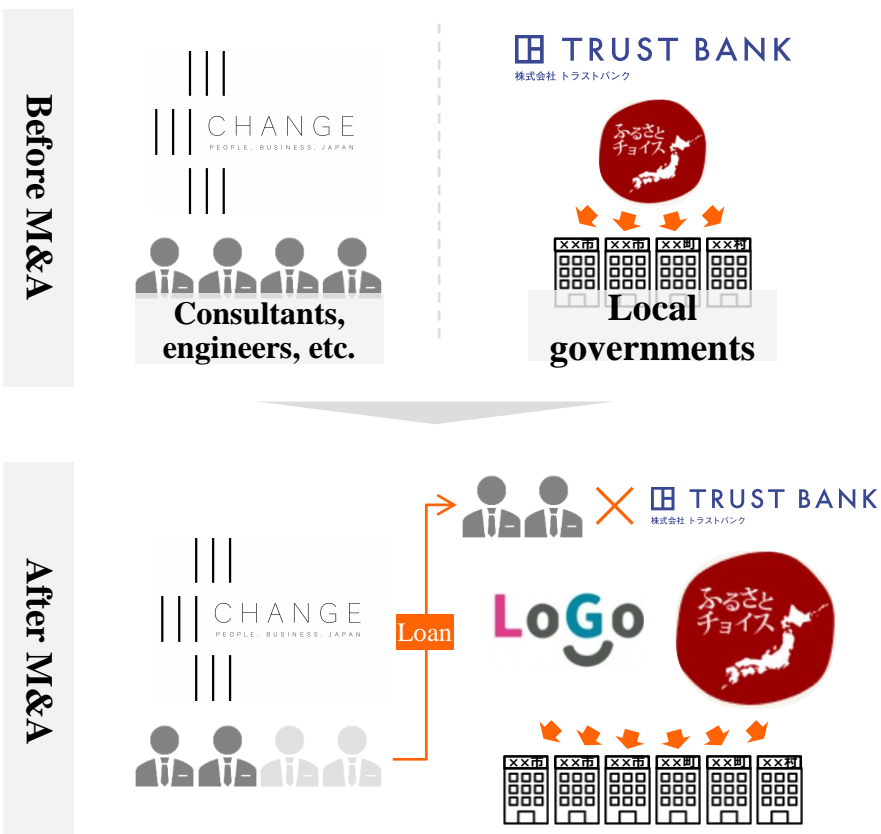 Before M&A
CHANGE
PEOPLE, BUSINESS, JAPAN
Consultants,
engineers, etc.
TRUST BANK
株式会社 トラストバンク
ふるさと
チョイス
××市 ××市 ××町 ××村
Local
governments
After M&A
CHANGE
PEOPLE, BUSINESS, JAPAN
Loan
× TRUST BANK
株式会社 トラストバンク
LoGo
ふるさと
チョイス
××市 ××市 ××市 ××町 ××町 ××村